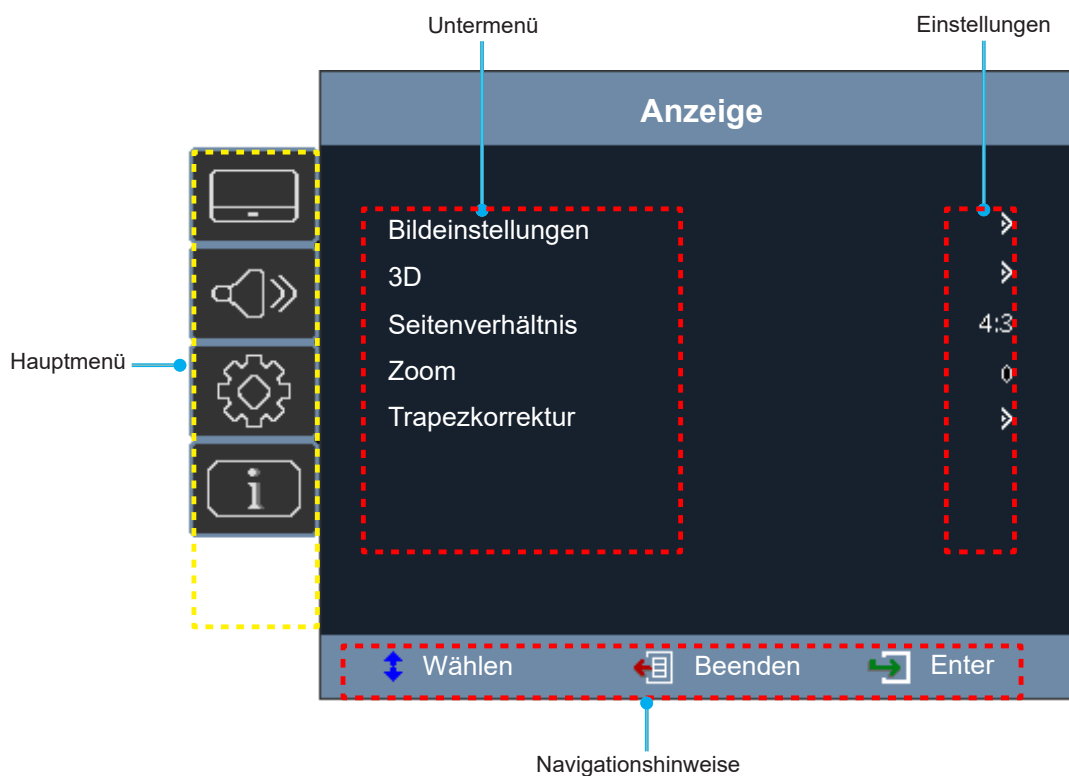 Untermenü
Einstellungen
Anzeige
Bildeinstellungen
3D
Seitenverhältnis
4:3
Hauptmenü
Zoom
0
Trapezkorrektur
i
Wählen
Beenden
Enter
Navigationshinweise